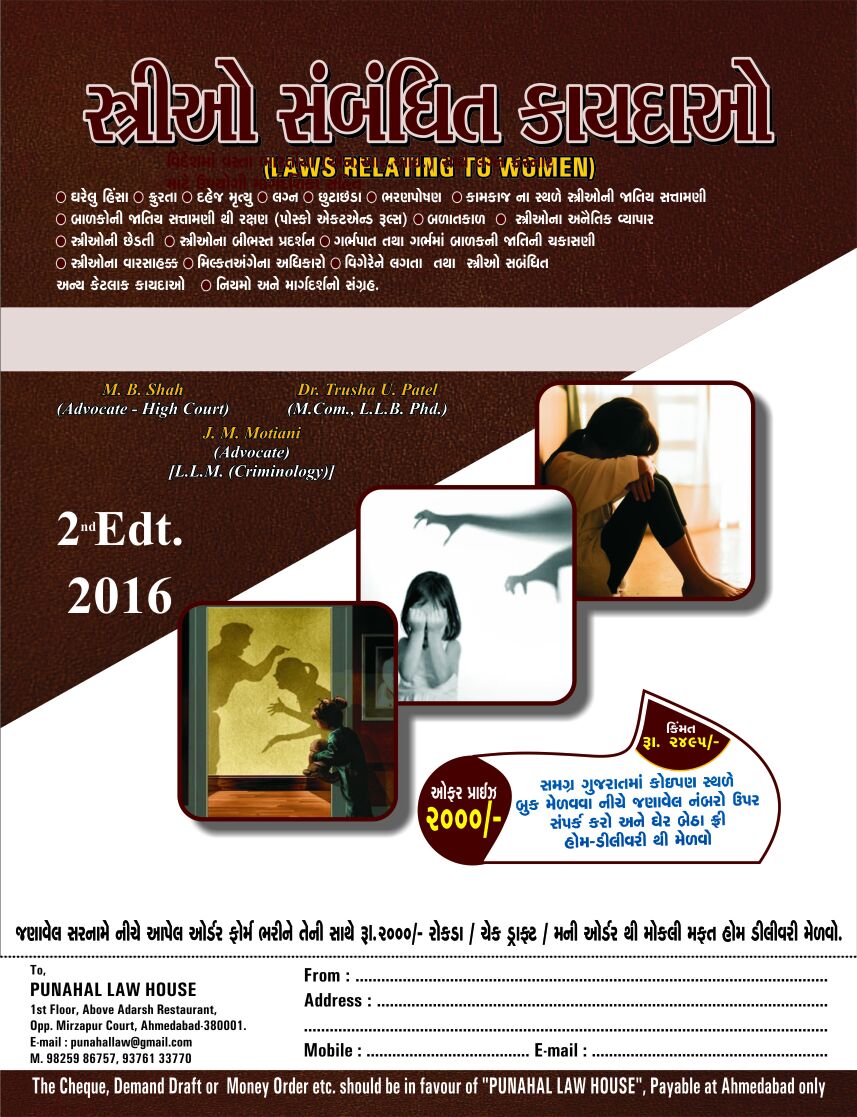 સ્ત્રીઓ સંબંધિત કાયદાઓ
(LAWS RELATING TO WOMEN)
ઘરેલુ હિંસા ક્રુરતા દહેજ મૃત્યુ લગ્ન છુટાછેડા ભરણપોષણ કામકાજ ના સ્થળે સ્ત્રીઓની જાતિય સત્તામણી
બાળકોની જાતિય સત્તામણી થી રક્ષણ (પોસ્કો એકટએન્ડ રૂલ્સ) બળાતકાળ સ્ત્રીઓના અનૈતિક વ્યાપાર
સ્ત્રીઓની છેડતી સ્ત્રીઓના બીભસ્ત પ્રદર્શન ગર્ભપાત તથા ગર્ભમાં બાળકની જાતિની ચકાસણી
સ્ત્રીઓના વારસાહક્ક મિલ્કતઅંગેના અધિકારો વિગેરેને લગતા તથા સ્ત્રીઓ સબંધિત
અન્ય કેટલાક કાયદાઓ નિયમો અને માર્ગદર્શનો સંગ્રહ.
M. B. Shah
(Advocate - High Court)
Dr. Trusha U. Patel
(M.Com., L.L.B. Phd.)
J. M. Motiani
(Advocate)
[L.L.M. (Criminology)]
2nd Edt.
2016
કિંમત
રૂા. ૨૪૯૫/-
ઓફર પ્રાઈઝ
૨૦૦૦/-
સમગ્ર ગુજરાતમાં કોઇપણ સ્થળે
બુક મેળવવા નીચે જણાવેલ નંબરો ઉપર
સંપર્ક કરો અને ઘેર બેઠા ફ્રી
હોમ-ડીલીવરી થી મેળવો
જણાવેલ સરનામે નીચે આપેલ ઓર્ડર ફોર્મ ભરીને તેની સાથે રૂા.૨૦૦૦/- રોકડા / ચેક ડ્રાફ્ટ / મની ઓર્ડર થી મોકલી મફત હોમ ડીલીવરી મેળવો.
To,
PUNAHAL LAW HOUSE
1st Floor, Above Adarsh Restaurant,
Opp. Mirzapur Court, Ahmedabad-380001.
E-mail : punahallaw@gmail.com
M. 98259 86757, 93761 33770
From :
Address :
Mobile : E-mail :
The Cheque, Demand Draft or Money Order etc. should be in favour of "PUNAHAL LAW HOUSE", Payable at Ahmedabad only